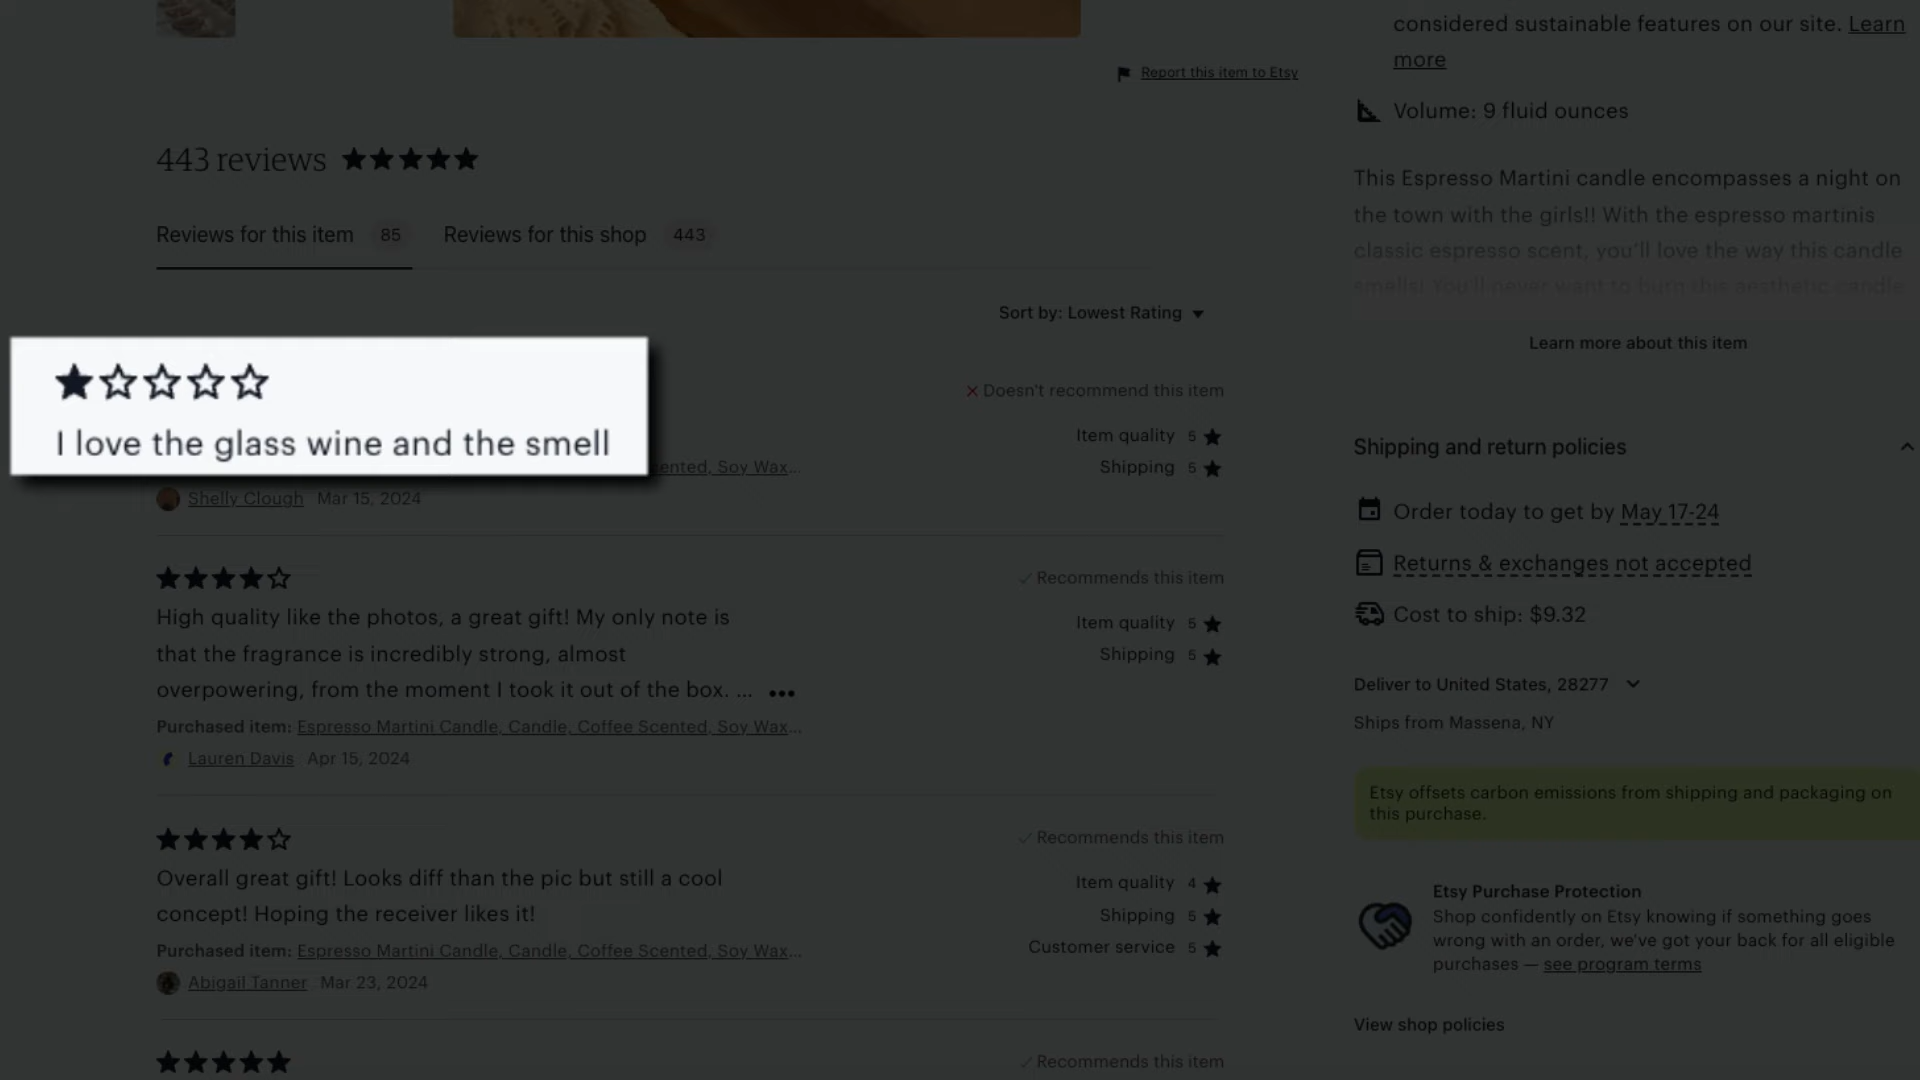 considered sustainable features on our site. Learn
more
Report this item to Etsy
Volume: 9 fluid ounces
443 reviews
This Espresso Martini candle encompasses a night on
the town with the girls!! With the espresso martinis
classic espresso scent, you'll love the way this candle
smells! You'll never want to burn this aesthetic candle
Learn more about this item
Reviews for this item 85 Reviews for this shop 443
Sort by: Lowest Rating
I love the glass wine and the smell
Doesn't recommend this item
Item quality 5
Shipping 5
cented, Soy Wax...
Shelly Clough Mar 15, 2024
Recommends this item
High quality like the photos, a great gift! My only note is
that the fragrance is incredibly strong, almost
overpowering, from the moment I took it out of the box. ... •••
Item quality 5
Shipping 5
Purchased item: Espresso Martini Candle, Candle, Coffee Scented, Soy Wax...
Lauren Davis Apr 15, 2024
Recommends this item
Overall great gift! Looks diff than the pic but still a cool
concept! Hoping the receiver likes it!
Item quality 4
Shipping 5
Customer service 5
Purchased item: Espresso Martini Candle, Candle, Coffee Scented, Soy Wax...
Abigail Tanner Mar 23, 2024
Recommends this item
Shipping and return policies
Order today to get by May 17-24
Returns & exchanges not accepted
Cost to ship: $9.32
Deliver to United States, 28277
Ships from Massena, NY
Etsy offsets carbon emissions from shipping and packaging on
this purchase.
Etsy Purchase Protection
Shop confidently on Etsy knowing if something goes
wrong with an order, we've got your back for all eligible
purchases — see program terms
View shop policies